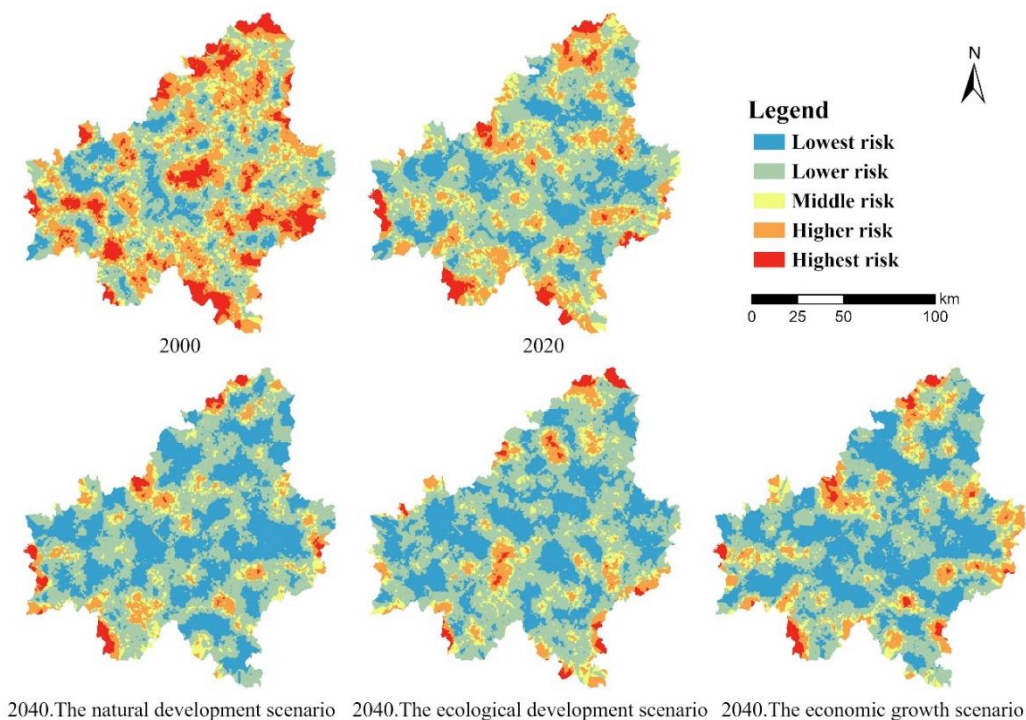 N
Legend
Lowest risk
Lower risk
Middle risk
Higher risk
Highest risk
km
0 25 50 100
2000
2020
2040.The natural development scenario
2040.The ecological development scenario
2040.The economic growth scenario